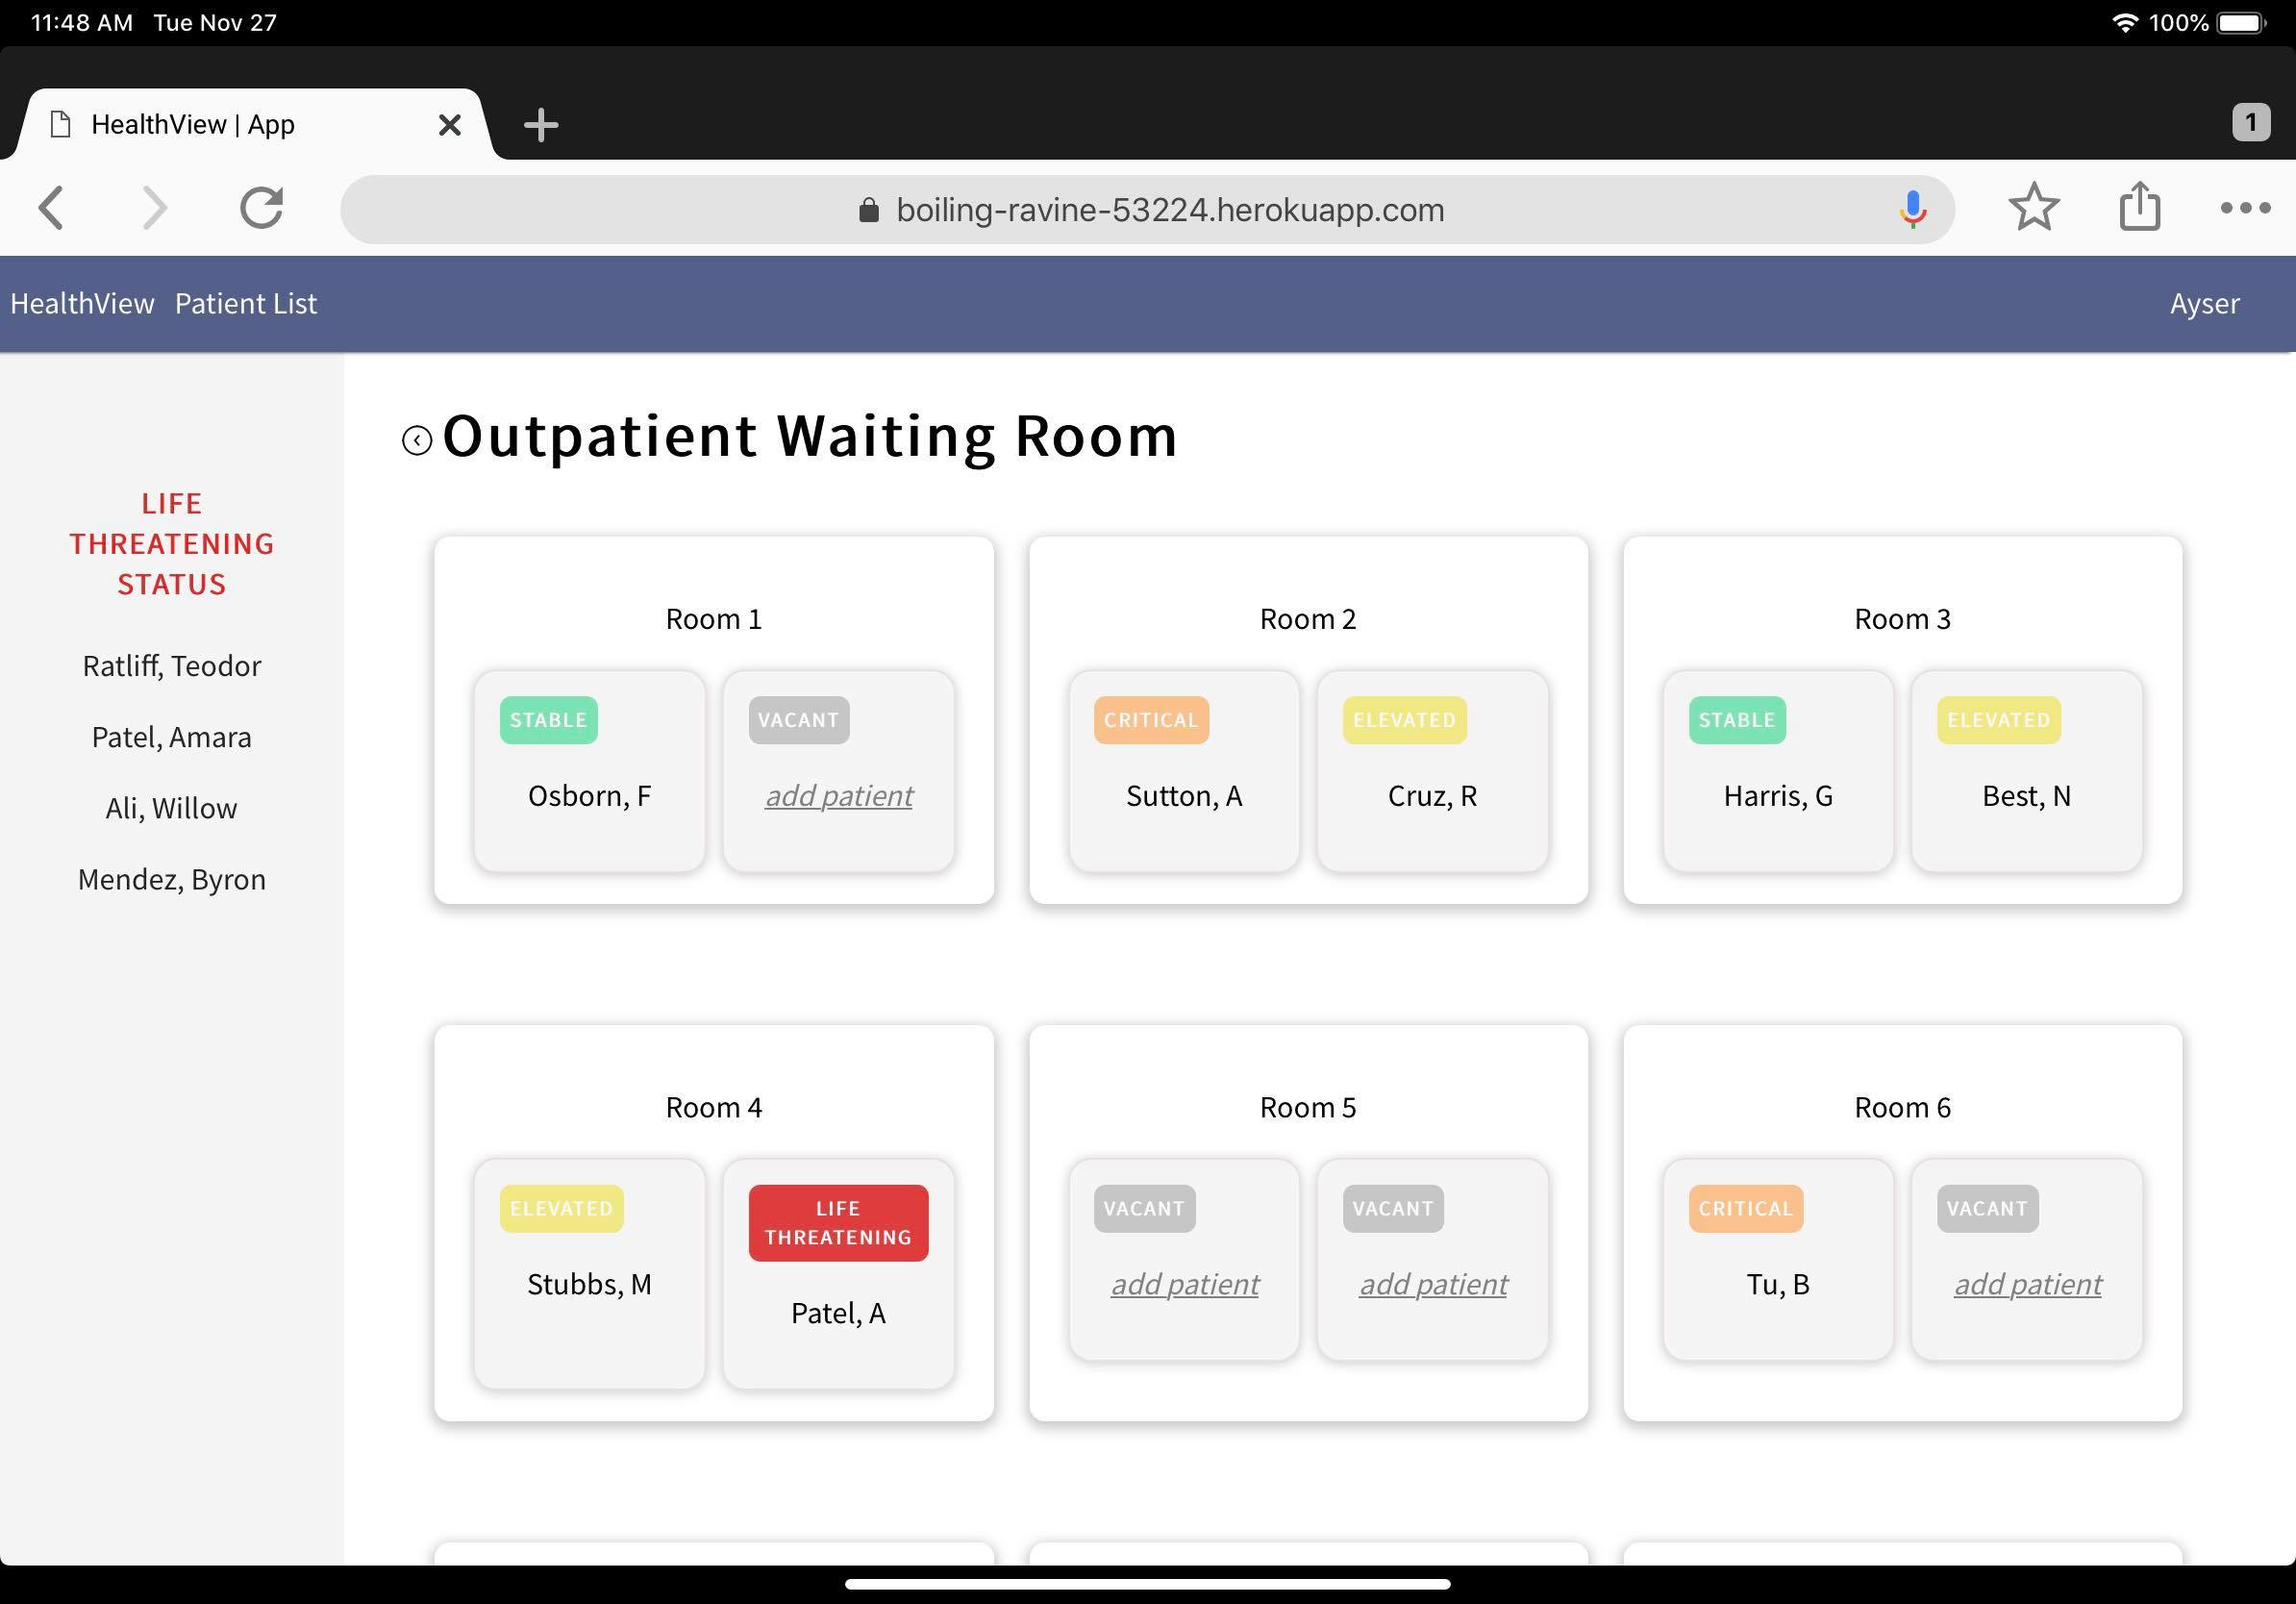 11:48 AM Tue Nov 27
100%
HealthView | App
1
boiling-ravine-53224.herokuapp.com
HealthView Patient List Ayser
LIFE
THREATENING
STATUS
Ratliff, Teodor
Patel, Amara
Ali, Willow
Mendez, Byron
Outpatient Waiting Room
Room 1
STABLE
Osborn, F
VACANT
add patient
Room 2
CRITICAL
Sutton, A
ELEVATED
Cruz, R
Room 3
STABLE
Harris, G
ELEVATED
Best, N
Room 4
ELEVATED
Stubbs, M
LIFE
THREATENING
Patel, A
Room 5
VACANT
add patient
VACANT
add patient
Room 6
CRITICAL
Tu, B
VACANT
add patient